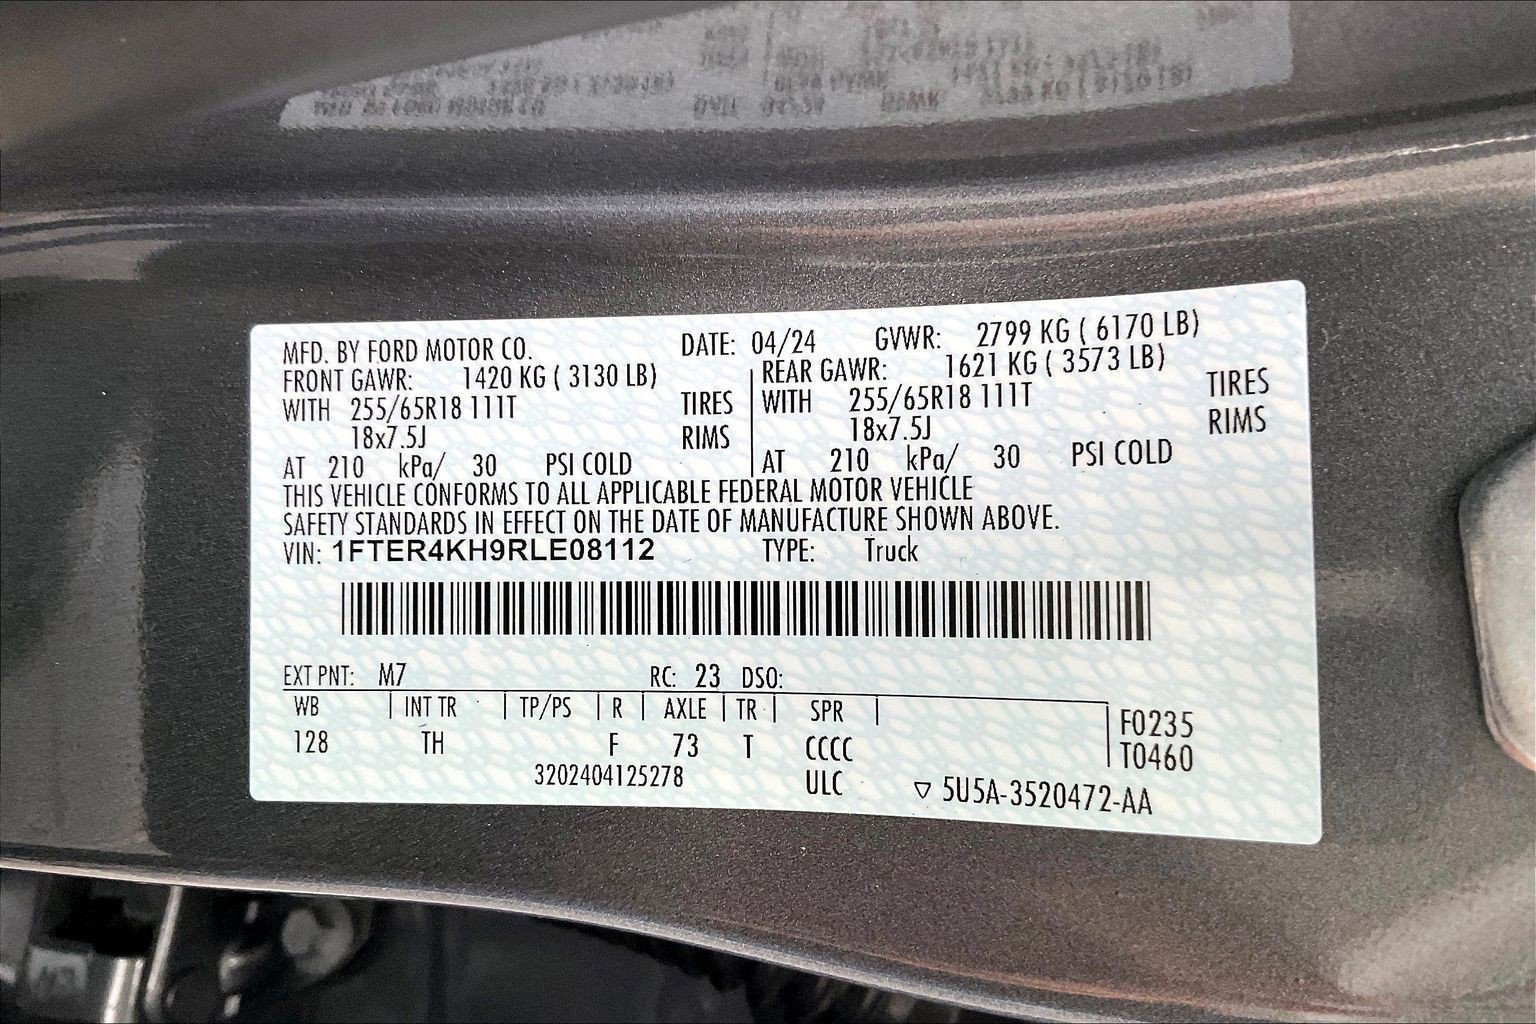 MFD. BY FORD MOTOR CO. DATE: 04/24 GVWR: 2799 KG ( 6170 LB)
FRONT GAWR: 1420 KG ( 3130 LB) REAR GAWR: 1621 KG ( 3573 LB)
WITH 255/65R18 111T TIRES WITH 255/65R18 111T TIRES
18x7.5J RIMS 18x7.5J RIMS
AT 210 kPa/ 30 PSI COLD AT 210 kPa/ 30 PSI COLD
THIS VEHICLE CONFORMS TO ALL APPLICABLE FEDERAL MOTOR VEHICLE
SAFETY STANDARDS IN EFFECT ON THE DATE OF MANUFACTURE SHOWN ABOVE.
VIN: 1FTER4KH9RLE08112 TYPE: Truck
EXT PNT: M7 RC: 23 DSO:
WB INT TR TP/PS R AXLE TR SPR F0235
128 TH F 73 T CCCC T0460
3202404125278 ULC ▽ 5U5A-3520472-AA